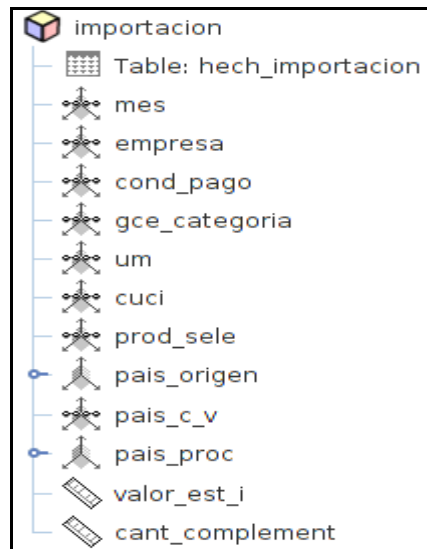 importacion
Table: hech_importacion
mes
empresa
cond_pago
gce_categoria
um
cuci
prod_sele
pais_origen
pais_c_v
pais_proc
valor_est_i
cant_complement